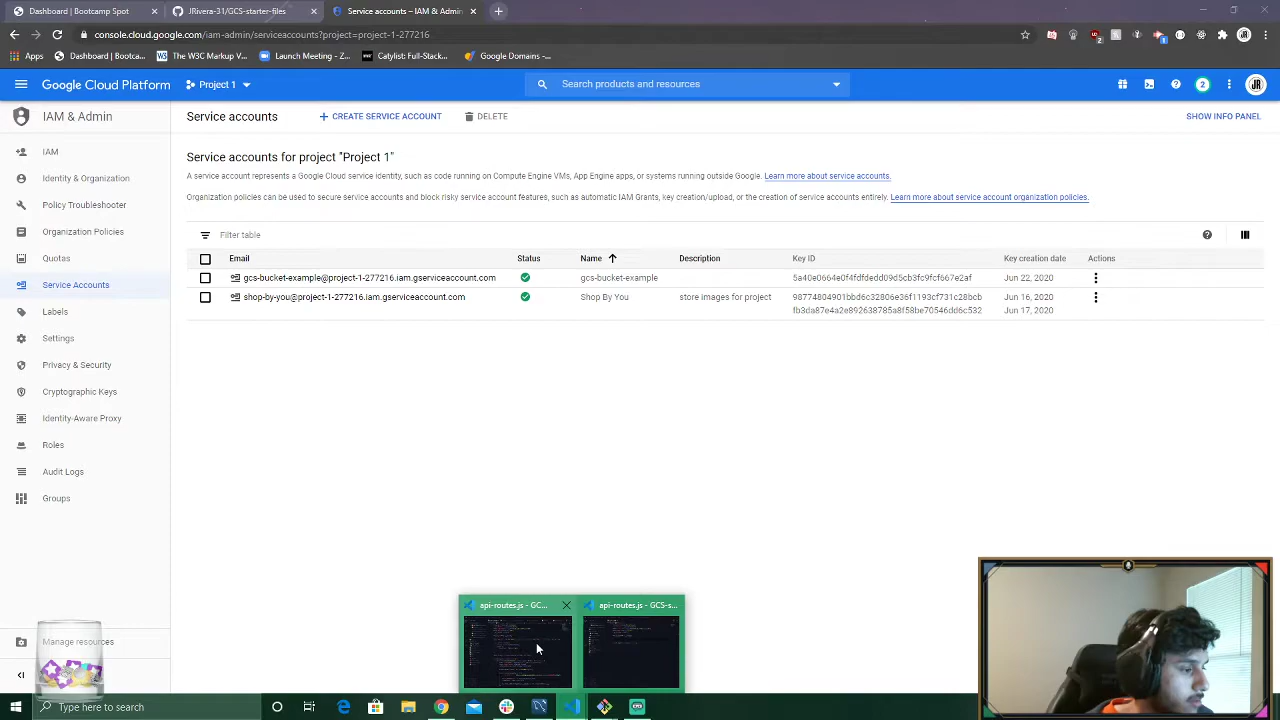 Dashboard | Bootcamp Spot
JRivera-31/GCS-starter-files
Service accounts – IAM & Admin
console.cloud.google.com/iam-admin/serviceaccounts?project=project-1-277216
Apps
Dashboard | Bootca...
The W3C Markup V...
Launch Meeting - Z...
Catylist: Full-Stack...
Google Domains -...
Google Cloud Platform
Project 1
Search products and resources
2
JR
IAM & Admin
Service accounts
CREATE SERVICE ACCOUNT
DELETE
SHOW INFO PANEL
IAM
Identity & Organization
Policy Troubleshooter
Organization Policies
Quotas
Service Accounts
Labels
Settings
Privacy & Security
Cryptographic Keys
Identity-Aware Proxy
Roles
Audit Logs
Groups
Manage resources
Service accounts for project "Project 1"
A service account represents a Google Cloud service identity, such as code running on Compute Engine VMs, App Engine apps, or systems running outside Google. Learn more about service accounts.
Organization policies can be used to secure service accounts and block risky service account features, such as automatic IAM Grants, key creation/upload, or the creation of service accounts entirely. Learn more about service account organization policies.
Filter table
Email Status Name Description Key ID Key creation date Actions
gcs-bucket-example@project-1-277216.iam.gserviceaccount.com gcs-bucket-example 5a40e0664e0f4fdfdedd09d5cb3fc9fcf667e2af Jun 22, 2020
shop-by-you@project-1-277216.iam.gserviceaccount.com Shop By You store images for project 98774804901bbd6c32806e36f1193cf731c28bcb Jun 16, 2020
fb3da87e4a2e892638785a8f58be70546dd6c532 Jun 17, 2020
api-routes.js - GC...
api-routes.js - GCS-s...
Type here to search